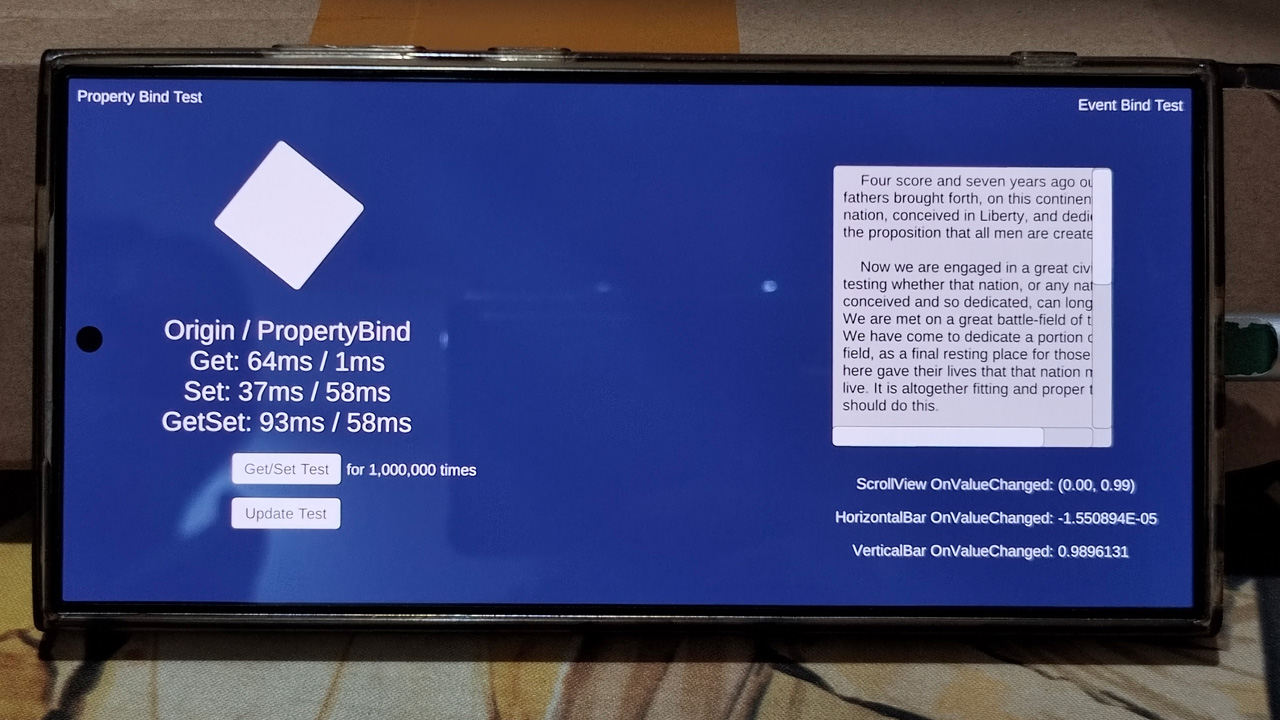 Property Bind Test
Origin / PropertyBind
Get: 64ms / 1ms
Set: 37ms / 58ms
GetSet: 93ms / 58ms
Get/Set Test for 1,000,000 times
Update Test
Event Bind Test
Four score and seven years ago
fathers brought forth, on this
nation, conceived in Liberty, and
the proposition that all men are
Now we are engaged in a great
testing whether that nation, or any
conceived and so dedicated, can long
We are met on a great battle-field of
We have come to dedicate a portion
field, as a final resting place for those
here gave their lives that that nation
live. It is altogether fitting and proper
should do this.
ScrollView OnValueChanged: (0.00, 0.99)
HorizontalBar OnValueChanged: -1.550894E-05
VerticalBar OnValueChanged: 0.9896131